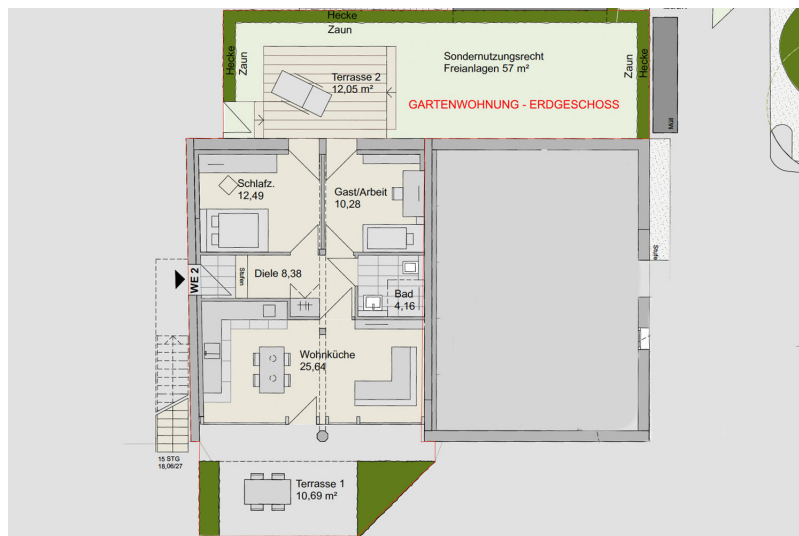 Hecke
Zaun
Hecke
Zaun
Sondernutzungsrecht
Freianlagen 57 m²
Terrasse 2
12,05 m²
Zaun
Hecke
GARTENWOHNUNG - ERDGESCHOSS
Müll
Schlafz.
12,49
Gast/Arbeit
10,28
WE 2
Stufen
Diele 8,38
Bad
4,16
Stufe
Wohnküche
25,64
15 STG
18,06/27
Terrasse 1
10,69 m²